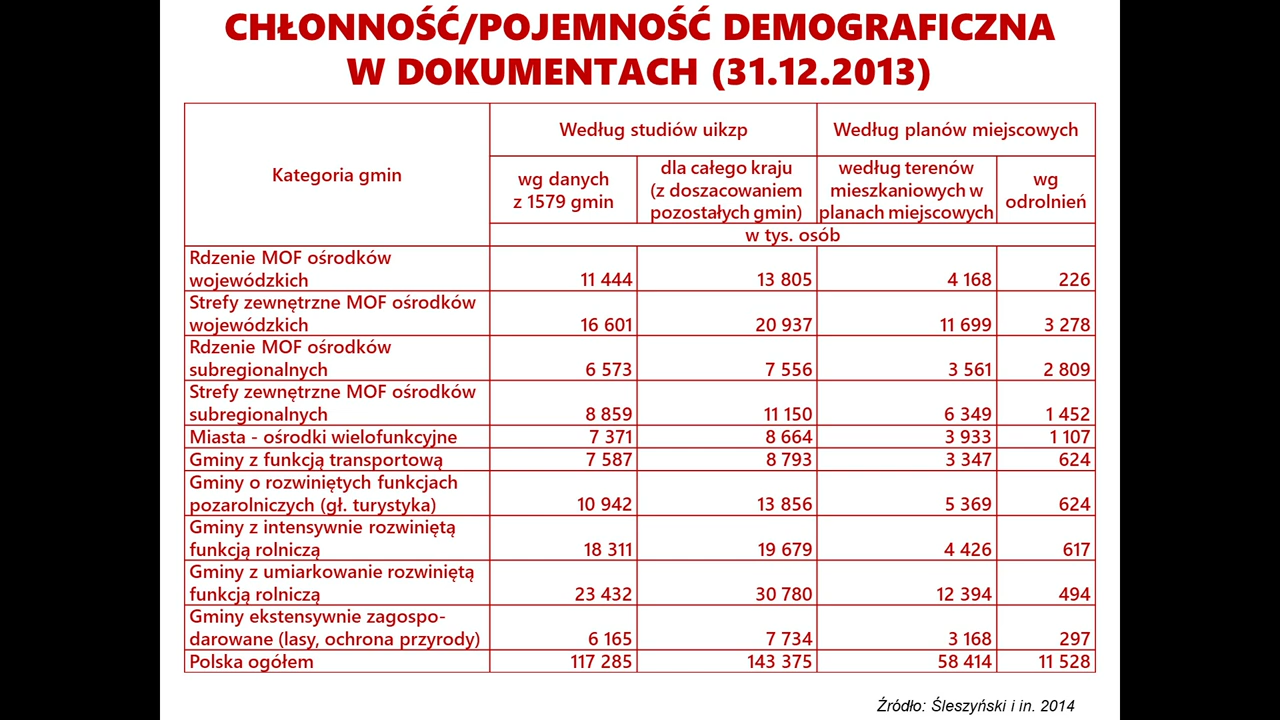 CHŁONNOŚĆ/POJEMNOŚĆ DEMOGRAFICZNA
W DOKUMENTACH (31.12.2013)
Kategoria gmin
Według studiów uikzp
Według planów miejscowych
wg danych
z 1579 gmin
dla całego kraju
(z doszacowaniem
pozostałych gmin)
według terenów
mieszkaniowych w
planach miejscowych
wg
odrolnień
w tys. osób
Rdzenie MOF ośrodków
wojewódzkich 11 444 13 805 4 168 226
Strefy zewnętrzne MOF ośrodków
wojewódzkich 16 601 20 937 11 699 3 278
Rdzenie MOF ośrodków
subregionalnych 6 573 7 556 3 561 2 809
Strefy zewnętrzne MOF ośrodków
subregionalnych 8 859 11 150 6 349 1 452
Miasta - ośrodki wielofunkcyjne 7 371 8 664 3 933 1 107
Gminy z funkcją transportową 7 587 8 793 3 347 624
Gminy o rozwiniętych funkcjach
pozarolniczych (gł. turystyka) 10 942 13 856 5 369 624
Gminy z intensywnie rozwiniętą
funkcją rolniczą 18 311 19 679 4 426 617
Gminy z umiarkowanie rozwiniętą
funkcją rolniczą 23 432 30 780 12 394 494
Gminy ekstensywnie zagospo-
darowane (lasy, ochrona przyrody) 6 165 7 734 3 168 297
Polska ogółem 117 285 143 375 58 414 11 528
Źródło: Śleszyński i in. 2014